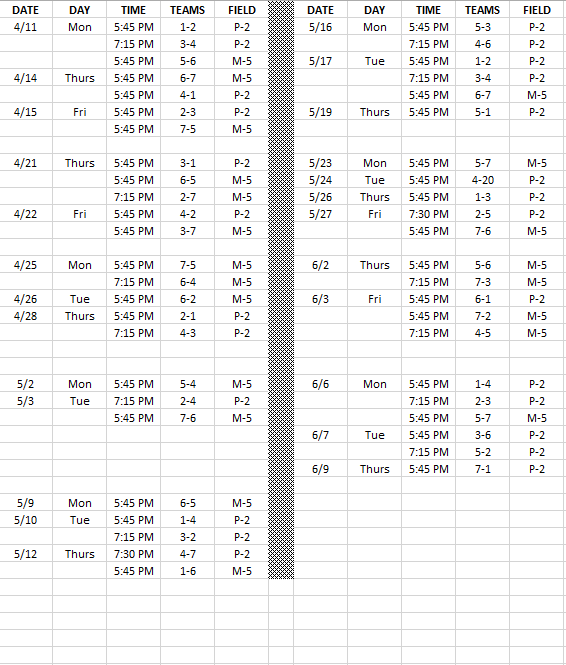 DATE DAY TIME TEAMS FIELD DATE DAY TIME TEAMS FIELD
4/11 Mon 5:45 PM 1-2 P-2 5/16 Mon 5:45 PM 5-3 P-2
7:15 PM 3-4 P-2 7:15 PM 4-6 P-2
5:45 PM 5-6 M-5 5/17 Tue 5:45 PM 1-2 P-2
4/14 Thurs 5:45 PM 6-7 M-5 7:15 PM 3-4 P-2
5:45 PM 4-1 P-2 5:45 PM 6-7 M-5
4/15 Fri 5:45 PM 2-3 P-2 5/19 Thurs 5:45 PM 5-1 P-2
5:45 PM 7-5 M-5
4/21 Thurs 5:45 PM 3-1 P-2 5/23 Mon 5:45 PM 5-7 M-5
5:45 PM 6-5 M-5 5/24 Tue 5:45 PM 4-20 P-2
7:15 PM 2-7 M-5 5/26 Thurs 5:45 PM 1-3 P-2
4/22 Fri 5:45 PM 4-2 P-2 5/27 Fri 7:30 PM 2-5 P-2
5:45 PM 3-7 M-5 5:45 PM 7-6 M-5
4/25 Mon 5:45 PM 7-5 M-5 6/2 Thurs 5:45 PM 5-6 M-5
7:15 PM 6-4 M-5 7:15 PM 7-3 M-5
4/26 Tue 5:45 PM 6-2 M-5 6/3 Fri 5:45 PM 6-1 P-2
4/28 Thurs 5:45 PM 2-1 P-2 5:45 PM 7-2 M-5
7:15 PM 4-3 P-2 7:15 PM 4-5 M-5
5/2 Mon 5:45 PM 5-4 M-5 6/6 Mon 5:45 PM 1-4 P-2
5/3 Tue 7:15 PM 2-4 P-2 7:15 PM 2-3 P-2
5:45 PM 7-6 M-5 5:45 PM 5-7 M-5
6/7 Tue 5:45 PM 3-6 P-2
7:15 PM 5-2 P-2
6/9 Thurs 5:45 PM 7-1 P-2
5/9 Mon 5:45 PM 6-5 M-5
5/10 Tue 5:45 PM 1-4 P-2
7:15 PM 3-2 P-2
5/12 Thurs 7:30 PM 4-7 P-2
5:45 PM 1-6 M-5